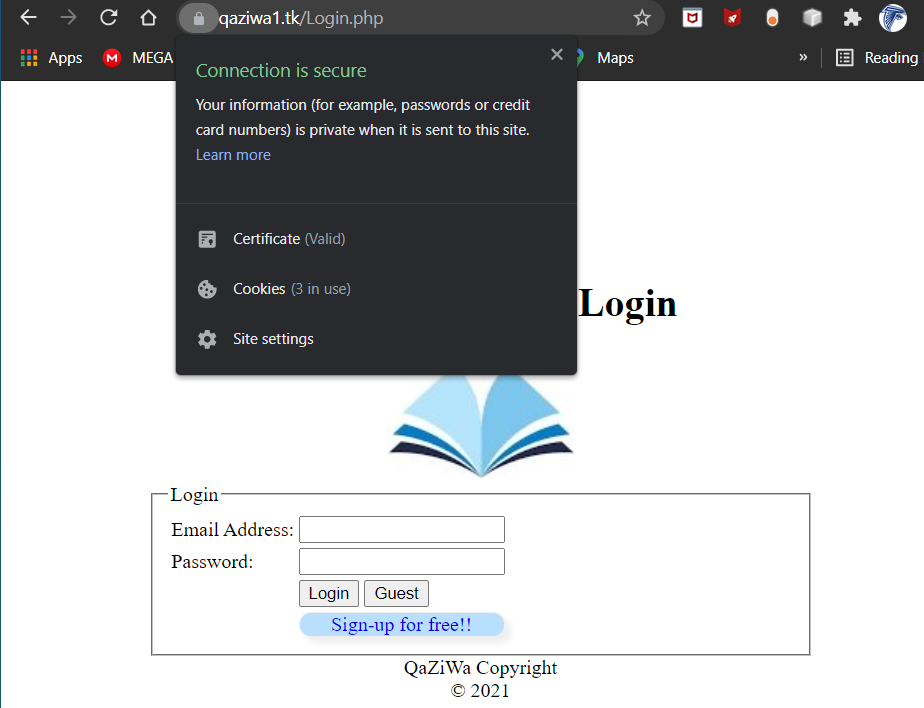 qaziwa1.tk/Login.php
Apps
MEGA
Maps
»
Reading
Connection is secure
Your information (for example, passwords or credit
card numbers) is private when it is sent to this site.
Learn more
Certificate (Valid)
Cookies (3 in use)
Site settings
Login
Login
Email Address:
Password:
Login Guest
Sign-up for free!!
QaZiWa Copyright
© 2021